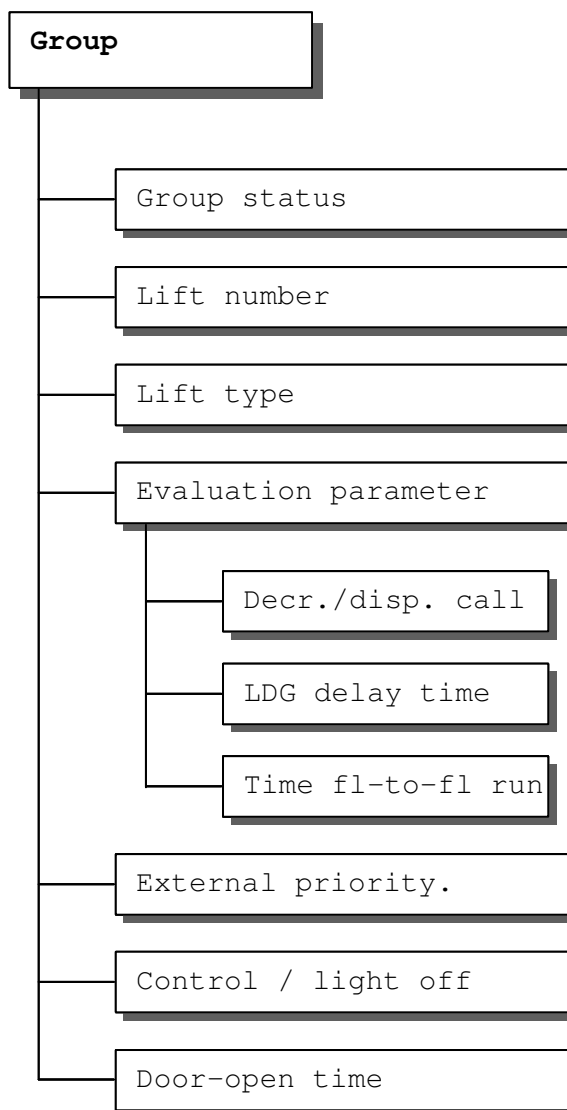 Group
Group status
Lift number
Lift type
Evaluation parameter
Decr./disp. call
LDG delay time
Time fl-to-fl run
External priority.
Control / light off
Door-open time